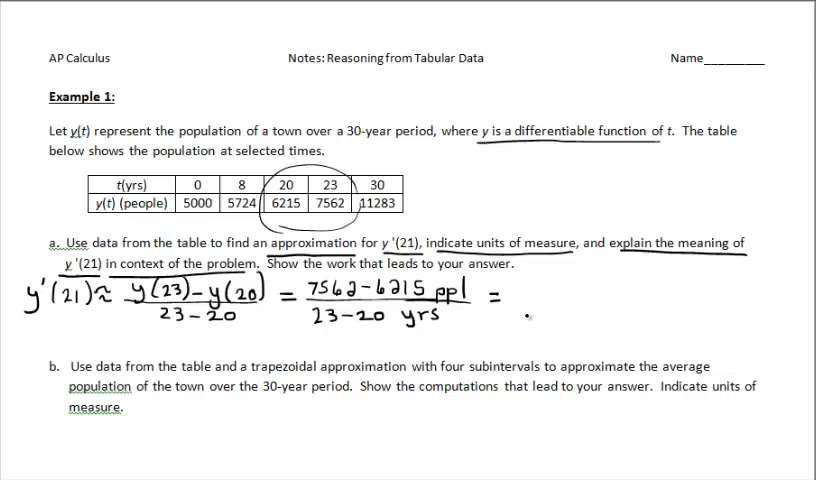 AP Calculus Notes: Reasoning from Tabular Data Name________
Example 1:
Let y(t) represent the population of a town over a 30-year period, where y is a differentiable function of t. The table
below shows the population at selected times.
t(yrs) 0 8 20 23 30
y(t) (people) 5000 5724 6215 7562 11283
a. Use data from the table to find an approximation for y '(21), indicate units of measure, and explain the meaning of
y '(21) in context of the problem. Show the work that leads to your answer.
y'(21) ≈ y(23) - y(20) / 23 - 20 = 7562 - 6215 ppl / 23 - 20 yrs =
b. Use data from the table and a trapezoidal approximation with four subintervals to approximate the average
population of the town over the 30-year period. Show the computations that lead to your answer. Indicate units of
measure.